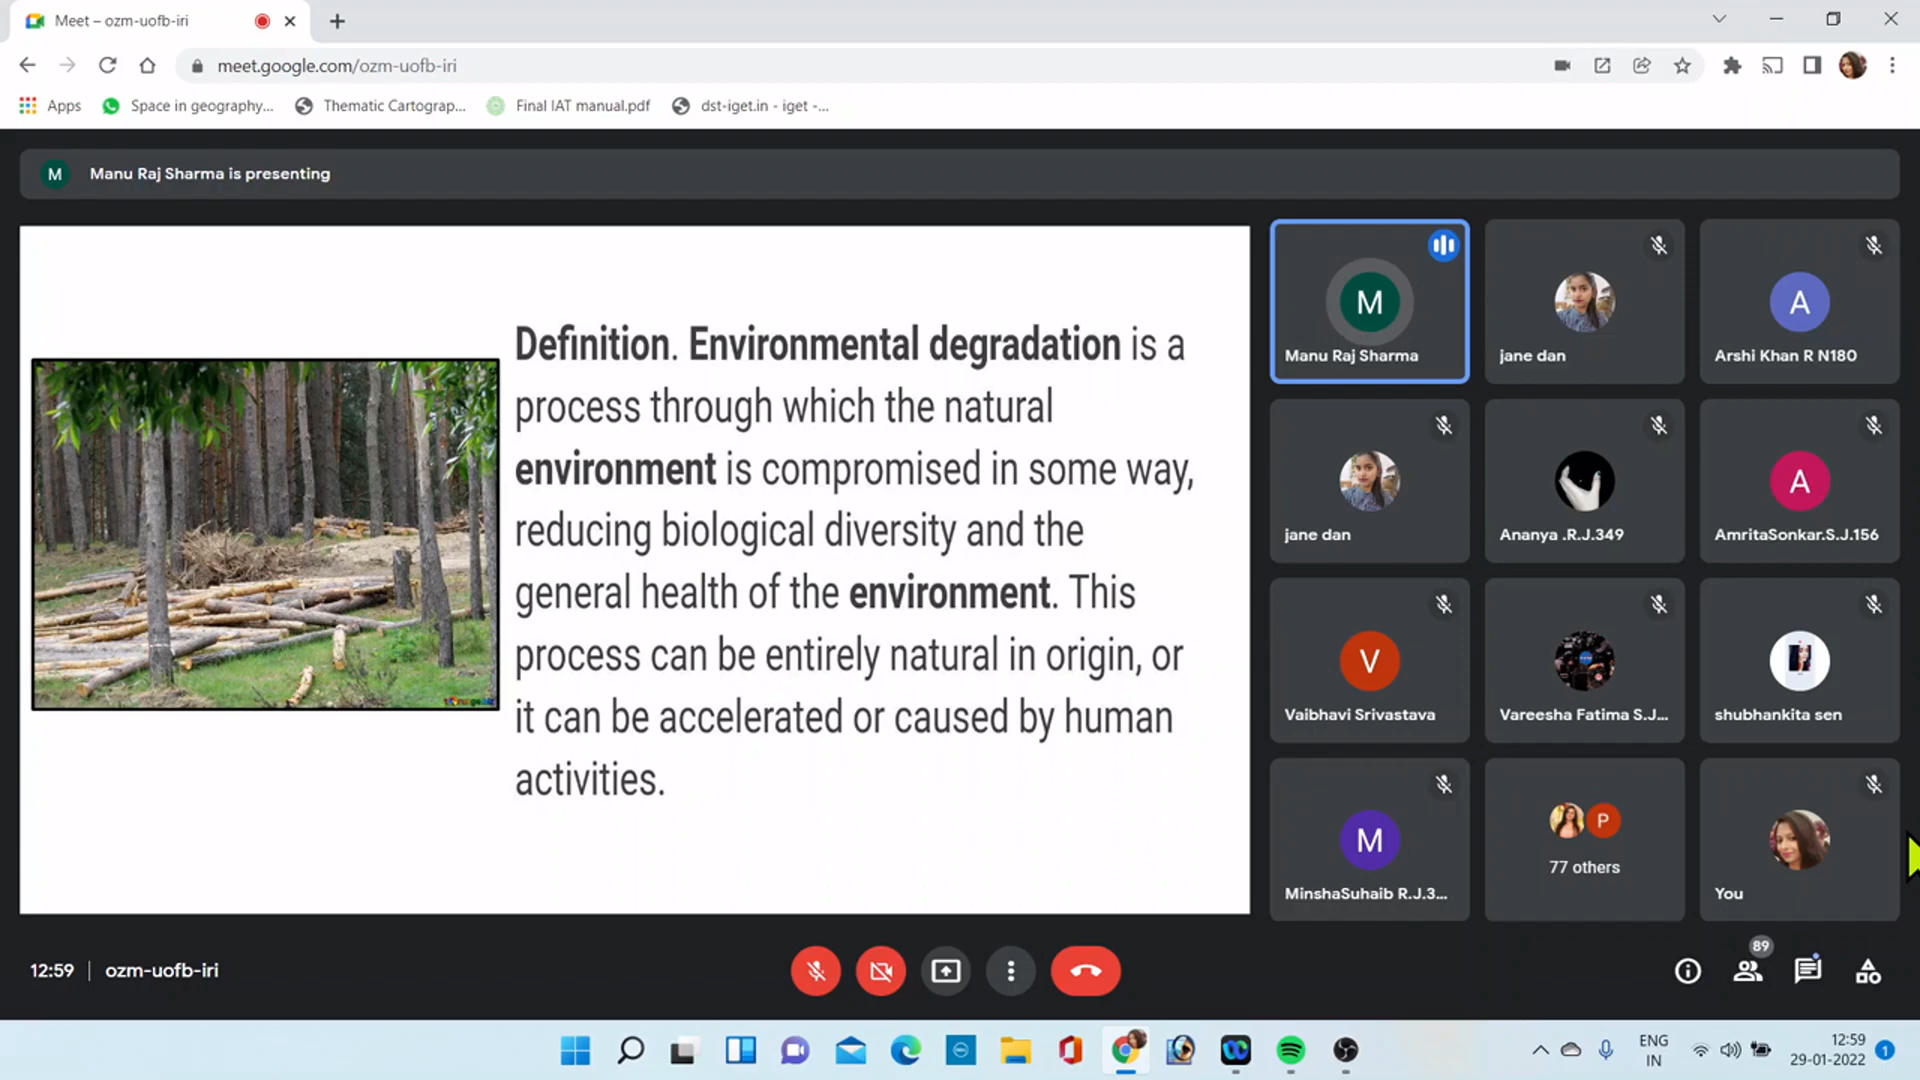 Meet – ozm-uofb-iri
meet.google.com/ozm-uofb-iri
Apps
Space in geography...
Thematic Cartograp...
Final IAT manual.pdf
dst-iget.in - iget -...
M
Manu Raj Sharma is presenting
Definition. Environmental degradation is a
process through which the natural
environment is compromised in some way,
reducing biological diversity and the
general health of the environment. This
process can be entirely natural in origin, or
it can be accelerated or caused by human
activities.
M
Manu Raj Sharma
jane dan
A
Arshi Khan R N180
jane dan
Ananya .R.J.349
A
AmritaSonkar.S.J.156
V
Vaibhavi Srivastava
Vareesha Fatima S.J...
shubhankita sen
M
MinshaSuhaib R.J.3...
P
77 others
You
12:59
ozm-uofb-iri
89
ENG
IN
12:59
29-01-2022
1